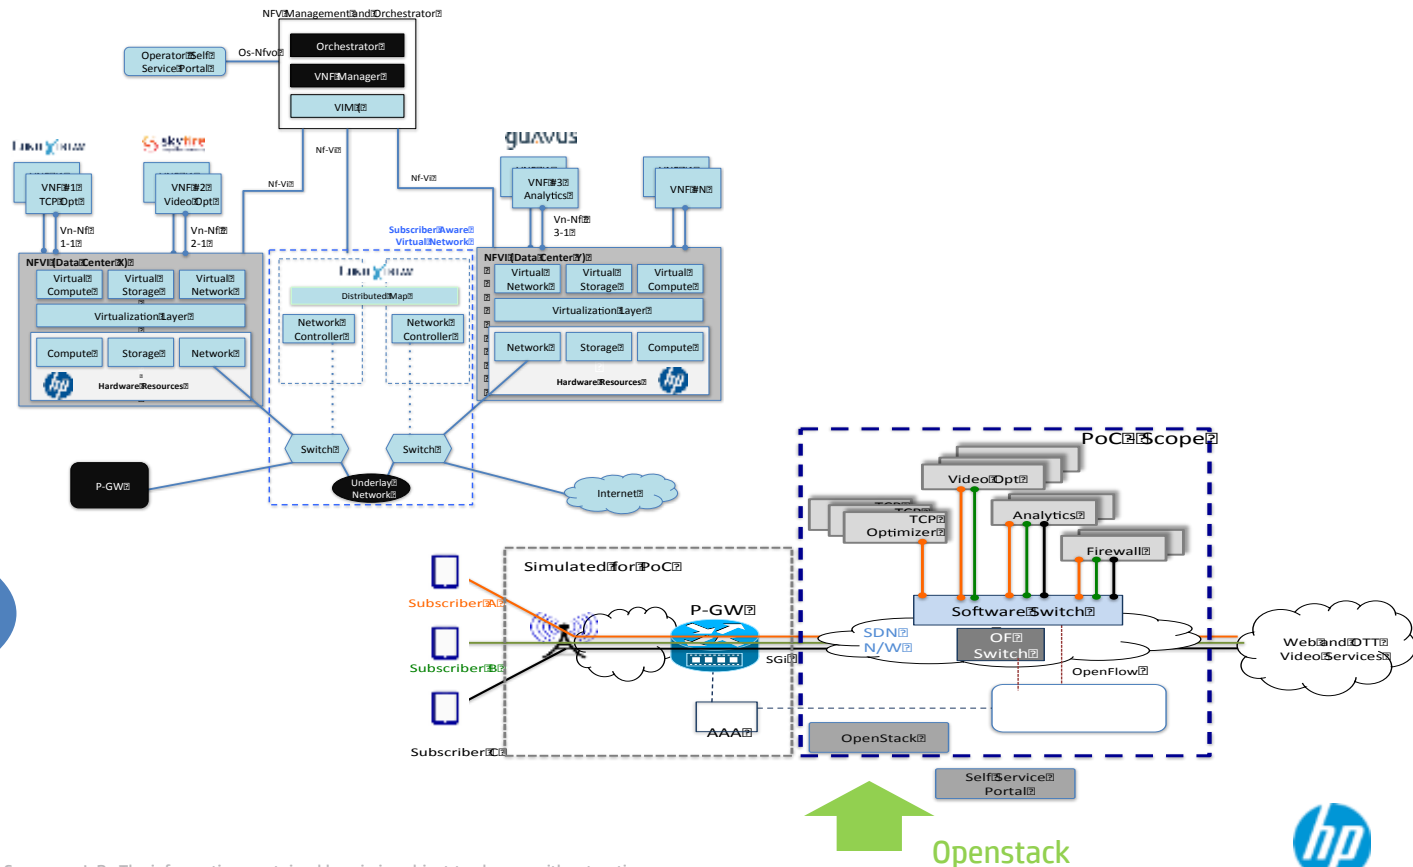 NFV Management and Orchestrator
Orchestrator
VNF Manager
VIM (
Operator Self
Service Portal
Os-Nfvo
Nf-Vi
Nf-Vi
Nf-Vi
skyfire
guavus
VNF #1
TCP Opt
VNF #2
Video Opt
VNF #3
Analytics
VNF #N
Vn-Nf
1-1
Vn-Nf
2-1
Vn-Nf
3-1
Subscriber Aware
Virtual Network
NFVI (Data Center X)
Virtual
Compute
Virtual
Storage
Virtual
Network
Virtualization Layer
Compute
Storage
Network
hp
Hardware Resources
Distributed Map
Network
Controller
Network
Controller
NFVI (Data Center Y)
Virtual
Network
Virtual
Storage
Virtual
Compute
Virtualization Layer
Network
Storage
Compute
Hardware Resources
hp
Switch
Switch
P-GW
Underlay
Network
Internet
PoC - Scope
Video Opt
TCP
TCP
TCP
Optimizer
Analytics
Firewall
Simulated for PoC
Subscriber A
Subscriber B
Subscriber C
P-GW
SGi
AAA
Software Switch
SDN
N/W
OF
Switch
OpenFlow
Web and OTT
Video Services
OpenStack
Self Service
Portal
Openstack
hp